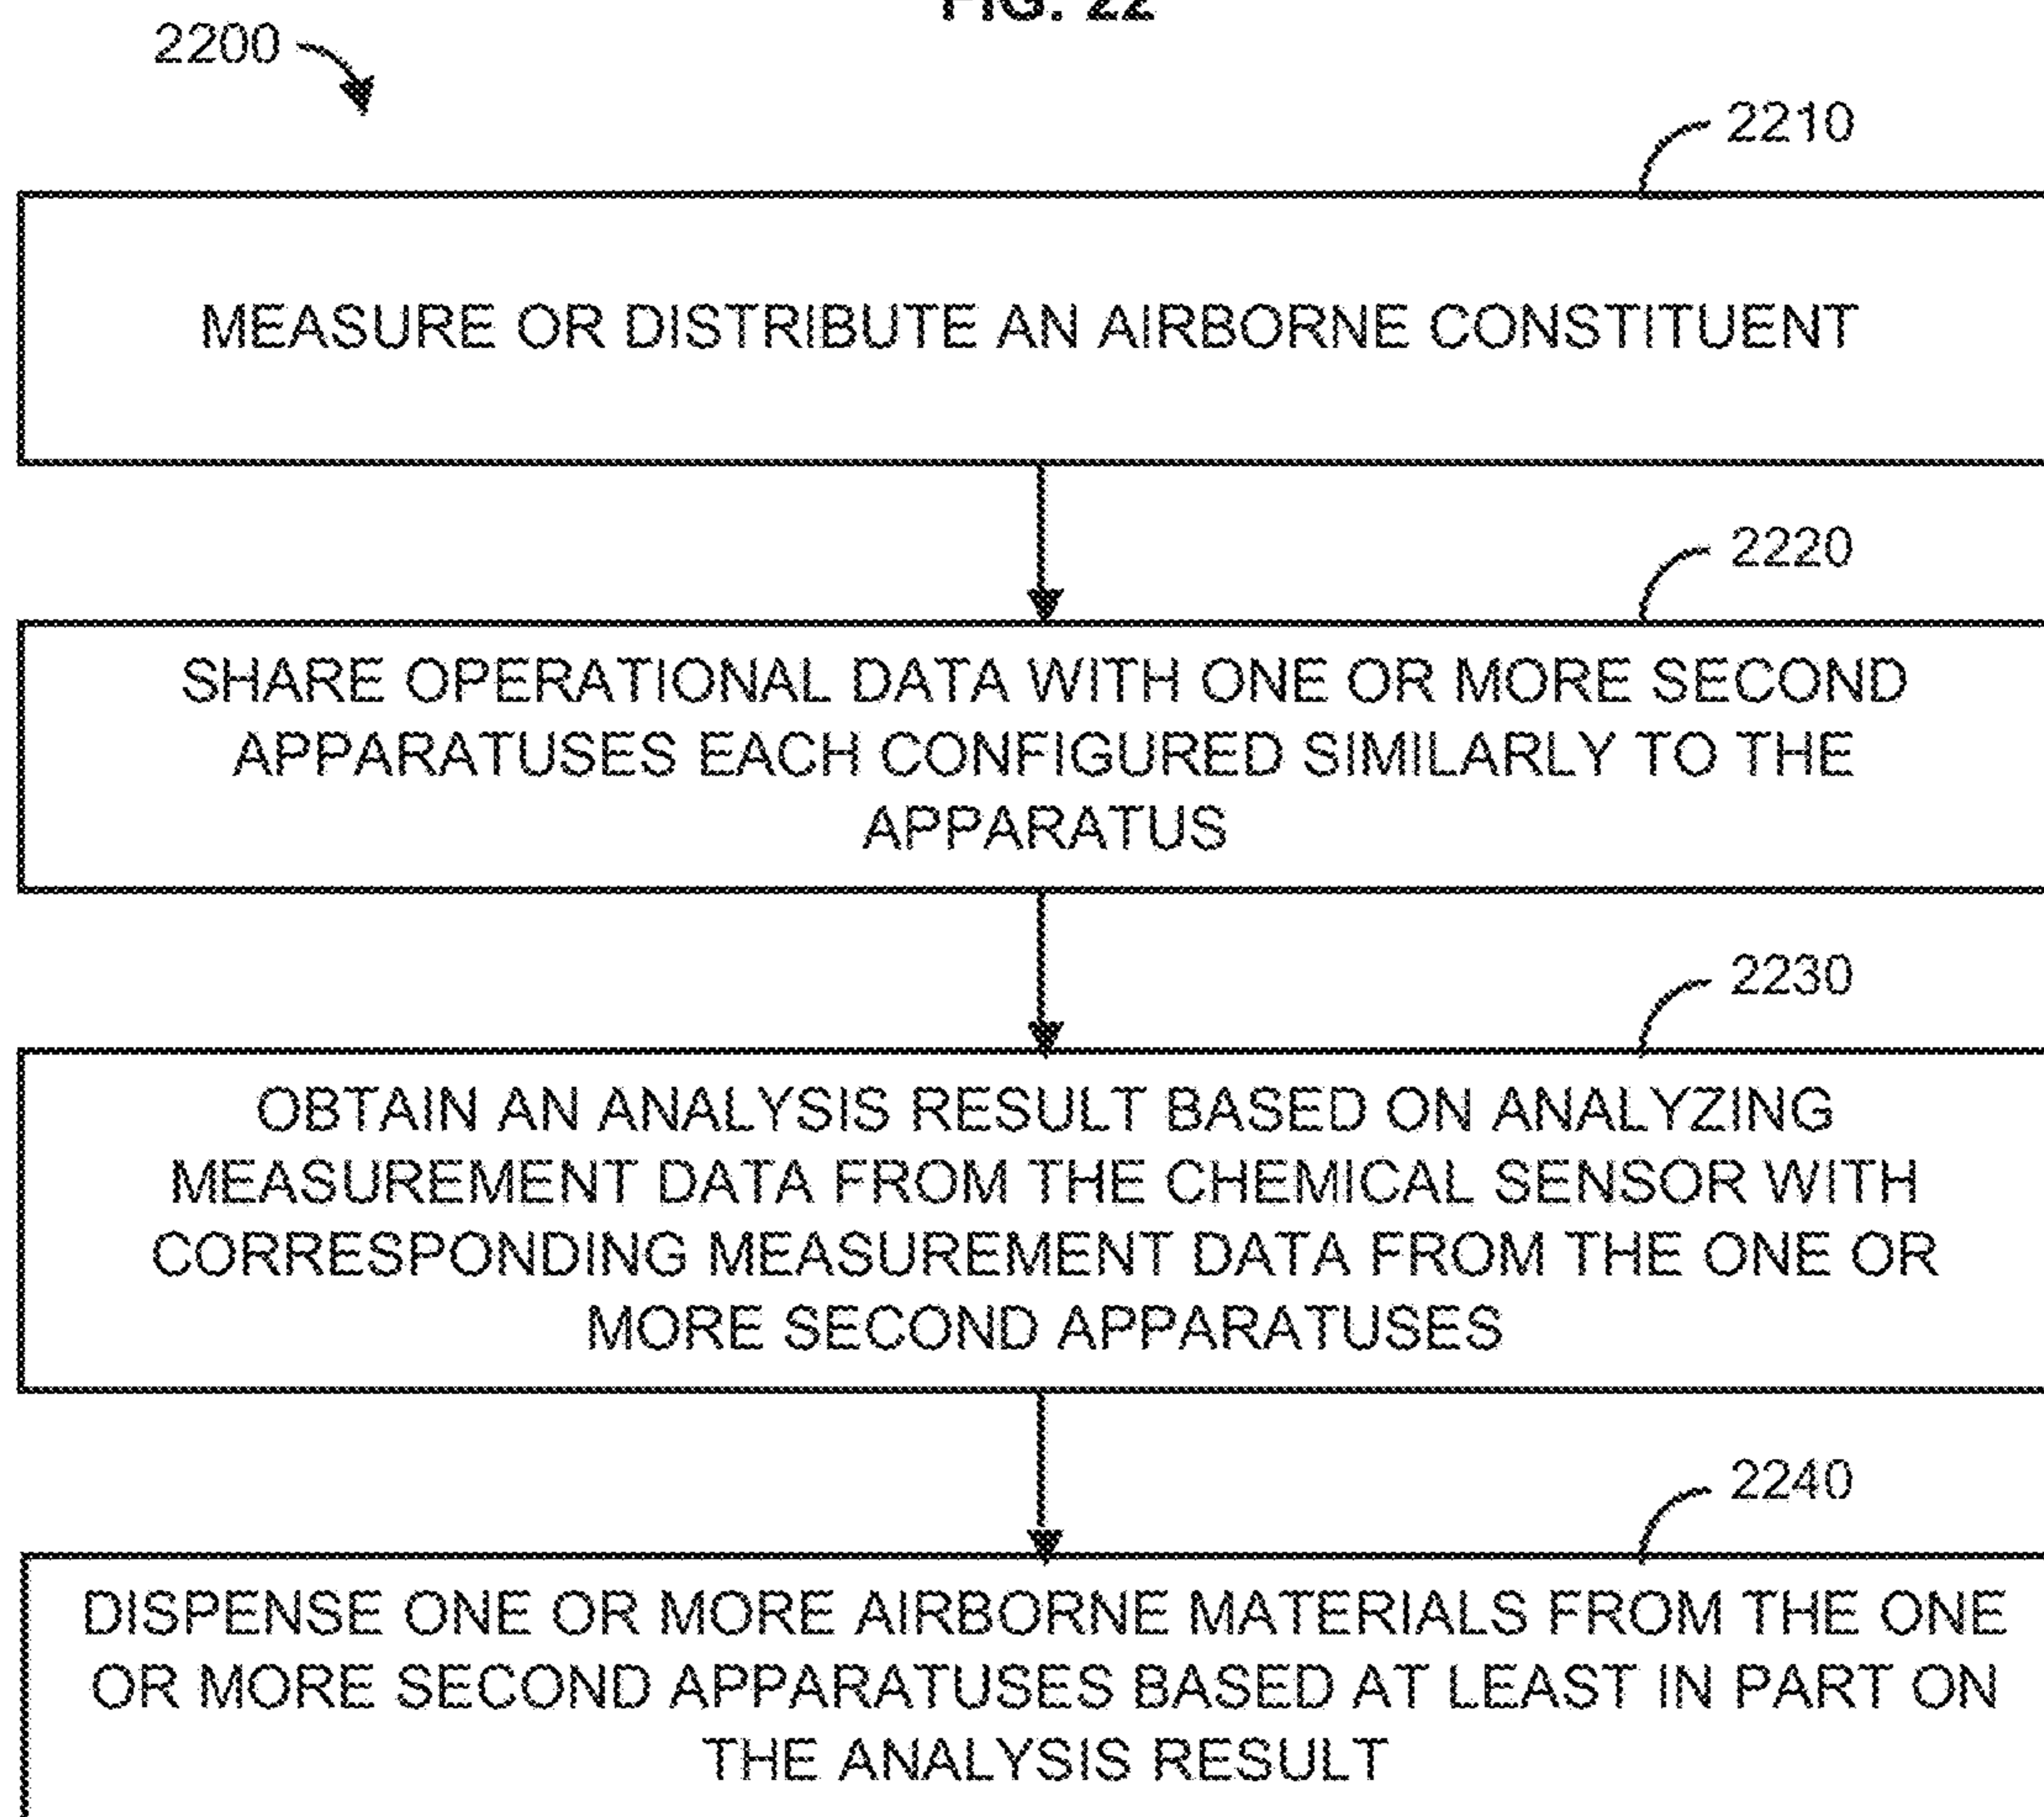 FIG. 22
2200
2210
MEASURE OR DISTRIBUTE AN AIRBORNE CONSTITUENT
2220
SHARE OPERATIONAL DATA WITH ONE OR MORE SECOND
APPARATUSES EACH CONFIGURED SIMILARLY TO THE
APPARATUS
2230
OBTAIN AN ANALYSIS RESULT BASED ON ANALYZING
MEASUREMENT DATA FROM THE CHEMICAL SENSOR WITH
CORRESPONDING MEASUREMENT DATA FROM THE ONE OR
MORE SECOND APPARATUSES
2240
DISPENSE ONE OR MORE AIRBORNE MATERIALS FROM THE ONE
OR MORE SECOND APPARATUSES BASED AT LEAST IN PART ON
THE ANALYSIS RESULT